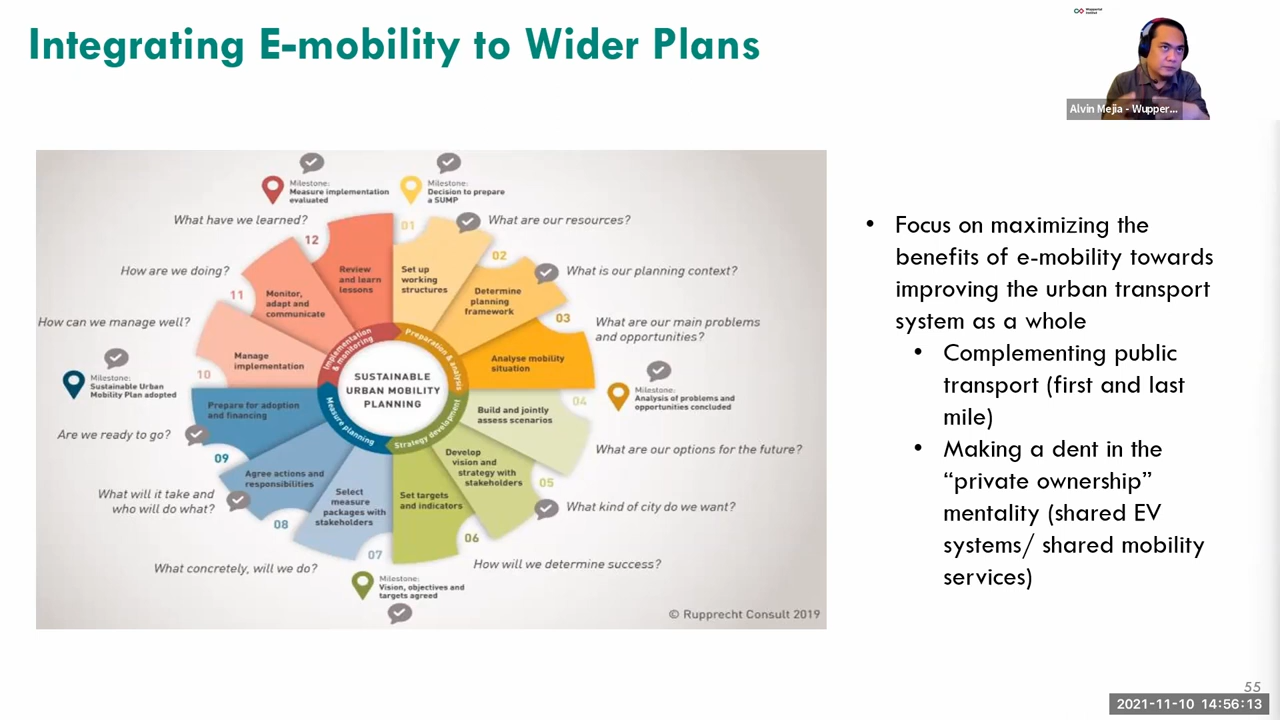 Integrating E-mobility to Wider Plans
Wuppertal
Institut
Alvin Mejia - Wupper...
Milestone:
Measure implementation
evaluated
Milestone:
Decision to prepare
a SUMP
What have we learned?
What are our resources?
01
12
02
Review
and learn
lessons
Set up
working
structures
How are we doing?
What is our planning context?
11
Monitor,
adapt and
communicate
Determine
planning
framework
03
How can we manage well?
What are our main problems
and opportunities?
Implementation
& monitoring
Preparation & analysis
Manage
implementation
Analyse mobility
situation
10
Milestone:
Sustainable Urban
Mobility Plan adopted
SUSTAINABLE
URBAN MOBILITY
PLANNING
Milestone:
Analysis of problems and
opportunities concluded
04
Prepare for adoption
and financing
Build and jointly
assess scenarios
Measure planning
Strategy development
Are we ready to go?
What are our options for the future?
09
Agree actions and
responsibilities
Develop
vision and
strategy with
stakeholders
05
What will it take and
who will do what?
Select
measure
packages with
stakeholders
Set targets
and indicators
What kind of city do we want?
08
06
07
What concretely, will we do?
How will we determine success?
Milestone:
Vision, objectives and
targets agreed
© Rupprecht Consult 2019
• Focus on maximizing the
benefits of e-mobility towards
improving the urban transport
system as a whole
• Complementing public
transport (first and last
mile)
• Making a dent in the
“private ownership”
mentality (shared EV
systems/ shared mobility
services)
55
2021-11-10 14:56:13